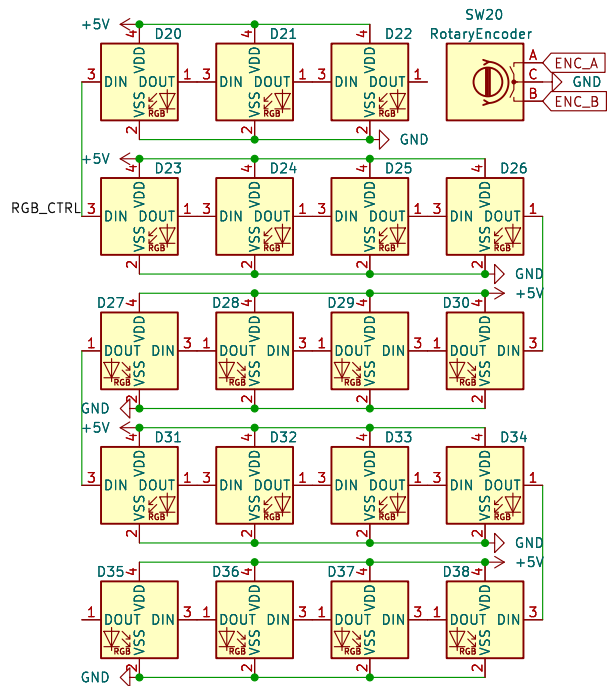 SW20
RotaryEncoder
+5V
4 D20 4 D21 4 D22
VDD VDD VDD
3 DIN DOUT 1 3 DIN DOUT 1 3 DIN DOUT 1
VSS RGB VSS RGB VSS RGB
2 2 2
GND
A ENC_A
C GND
B ENC_B
+5V
4 D23 4 D24 4 D25 4 D26
VDD VDD VDD VDD
RGB_CTRL
3 DIN DOUT 1 3 DIN DOUT 1 3 DIN DOUT 1 3 DIN DOUT 1
VSS RGB VSS RGB VSS RGB VSS RGB
2 2 2 2
GND
+5V
D27 4 D28 4 D29 4 D30 4
VDD VDD VDD VDD
1 DOUT DIN 3 1 DOUT DIN 3 1 DOUT DIN 3 1 DOUT DIN 3
RGB VSS RGB VSS RGB VSS RGB VSS
2 2 2 2
GND
+5V
4 D31 4 D32 4 D33 4 D34
VDD VDD VDD VDD
3 DIN DOUT 1 3 DIN DOUT 1 3 DIN DOUT 1 3 DIN DOUT 1
VSS RGB VSS RGB VSS RGB VSS RGB
2 2 2 2
GND
+5V
D35 4 D36 4 D37 4 D38 4
VDD VDD VDD VDD
1 DOUT DIN 3 1 DOUT DIN 3 1 DOUT DIN 3 1 DOUT DIN 3
RGB VSS RGB VSS RGB VSS RGB VSS
2 2 2 2
GND